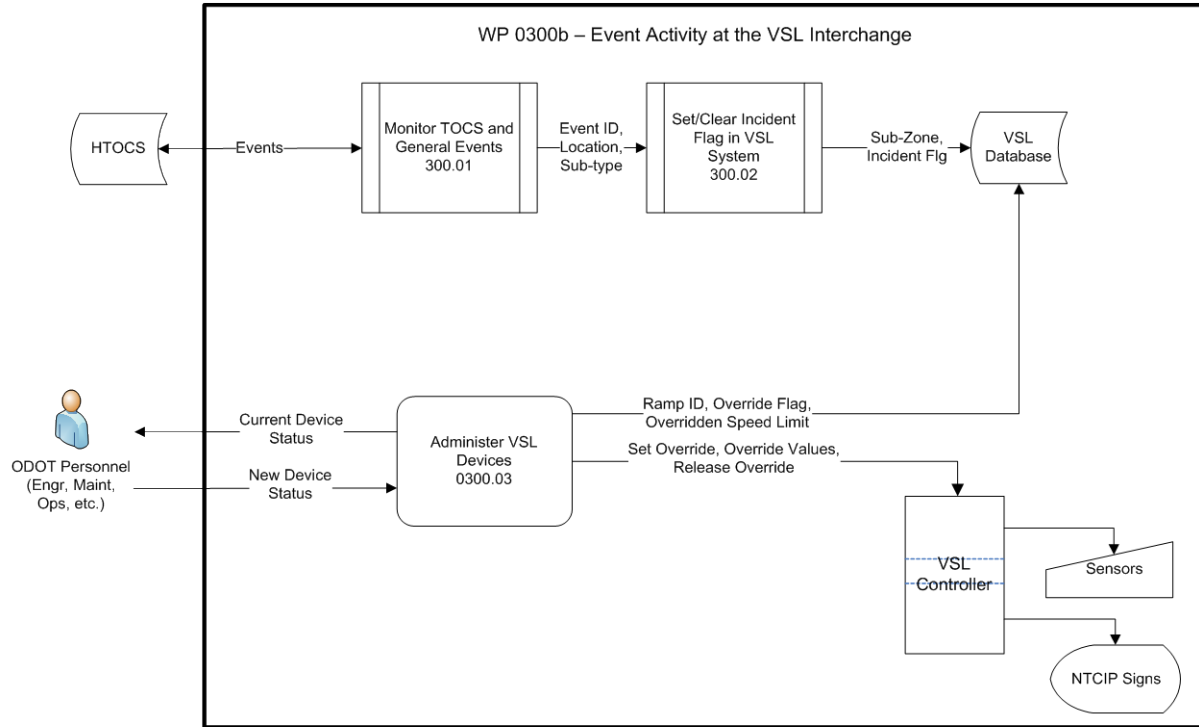 WP 0300b – Event Activity at the VSL Interchange
HTOCS
Events
Monitor TOCS and
General Events
300.01
Event ID,
Location,
Sub-type
Set/Clear Incident
Flag in VSL
System
300.02
Sub-Zone,
Incident Flg
VSL
Database
ODOT Personnel
(Engr, Maint,
Ops, etc.)
Current Device
Status
New Device
Status
Administer VSL
Devices
0300.03
Ramp ID, Override Flag,
Overridden Speed Limit
Set Override, Override Values,
Release Override
VSL
Controller
Sensors
NTCIP Signs